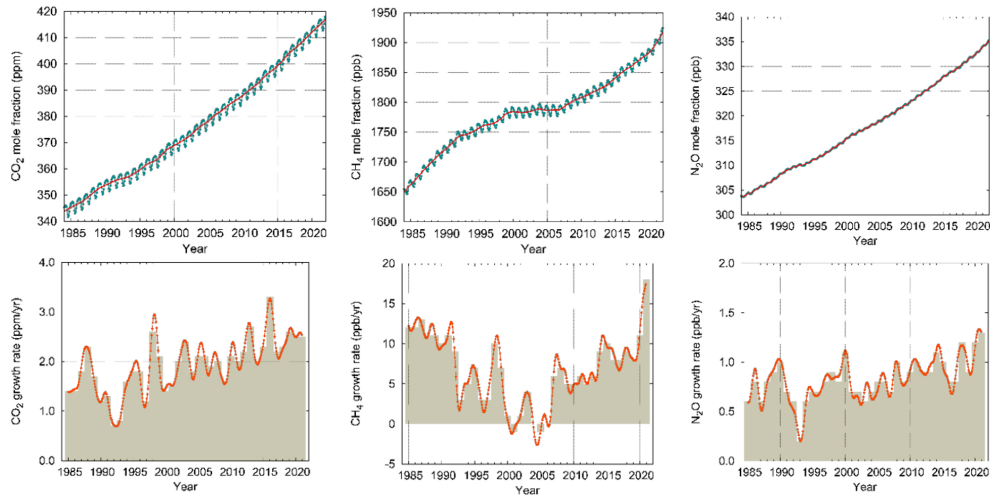 CO2 mole fraction (ppm)
420
410
400
390
380
370
360
350
340
1985 1990 1995 2000 2005 2010 2015 2020
Year
CH4 mole fraction (ppb)
1950
1900
1850
1800
1750
1700
1650
1600
1985 1990 1995 2000 2005 2010 2015 2020
Year
N2O mole fraction (ppb)
340
335
330
325
320
315
310
305
300
1985 1990 1995 2000 2005 2010 2015 2020
Year
CO2 growth rate (ppm/yr)
4.0
3.0
2.0
1.0
0.0
1985 1990 1995 2000 2005 2010 2015 2020
Year
CH4 growth rate (ppb/yr)
20
15
10
5
0
-5
1985 1990 1995 2000 2005 2010 2015 2020
Year
N2O growth rate (ppb/yr)
2.0
1.5
1.0
0.5
0.0
1985 1990 1995 2000 2005 2010 2015 2020
Year